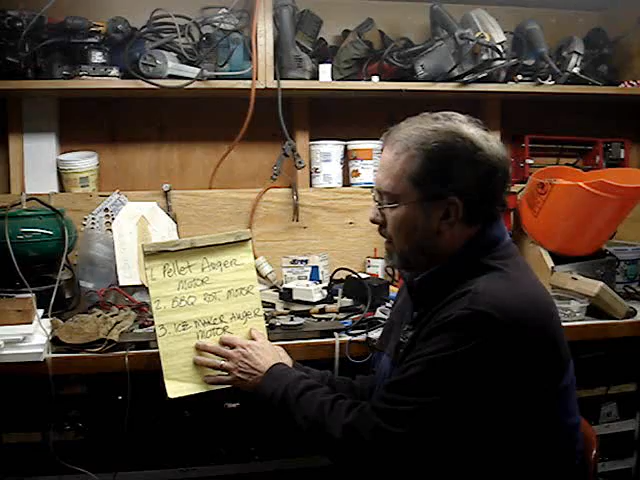 1. Pellet Auger
MOTOR
2. BBQ ROT. MOTOR
3. ICE MAKER AUGER
MOTOR